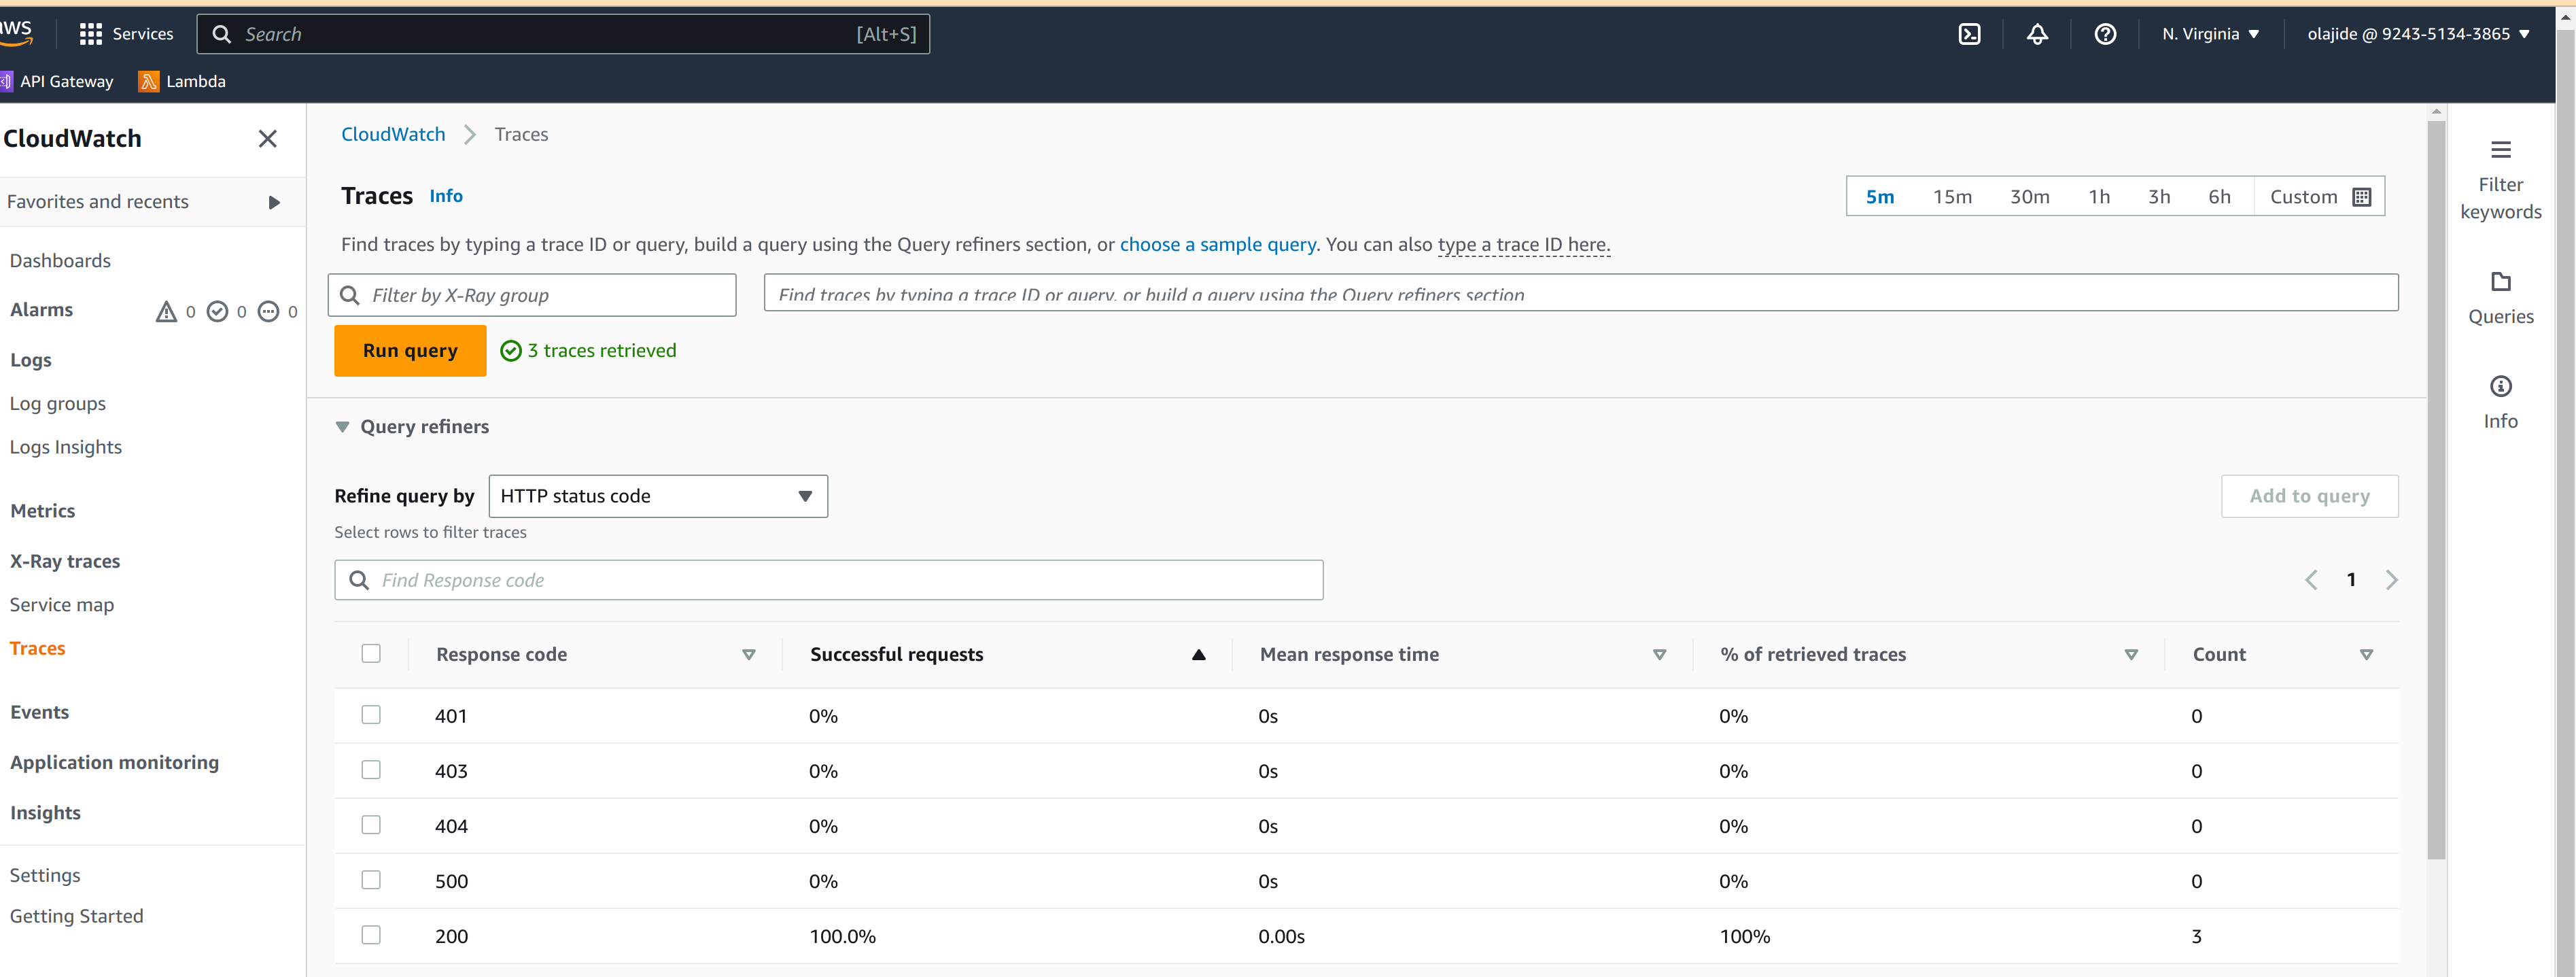 aws
Services
Search [Alt+S]
N. Virginia
olajide @ 9243-5134-3865
API Gateway
Lambda
CloudWatch
Favorites and recents
Dashboards
Alarms 0 0 0
Logs
Log groups
Logs Insights
Metrics
X-Ray traces
Service map
Traces
Events
Application monitoring
Insights
Settings
Getting Started
CloudWatch Traces
Traces Info
5m 15m 30m 1h 3h 6h Custom
Find traces by typing a trace ID or query, build a query using the Query refiners section, or choose a sample query. You can also type a trace ID here.
Filter by X-Ray group
Find traces by typing a trace ID or query, or build a query using the Query refiners section
Run query
3 traces retrieved
Query refiners
Refine query by HTTP status code
Add to query
Select rows to filter traces
Find Response code
1
Response code Successful requests Mean response time % of retrieved traces Count
401 0% 0s 0% 0
403 0% 0s 0% 0
404 0% 0s 0% 0
500 0% 0s 0% 0
200 100.0% 0.00s 100% 3
Filter
keywords
Queries
Info